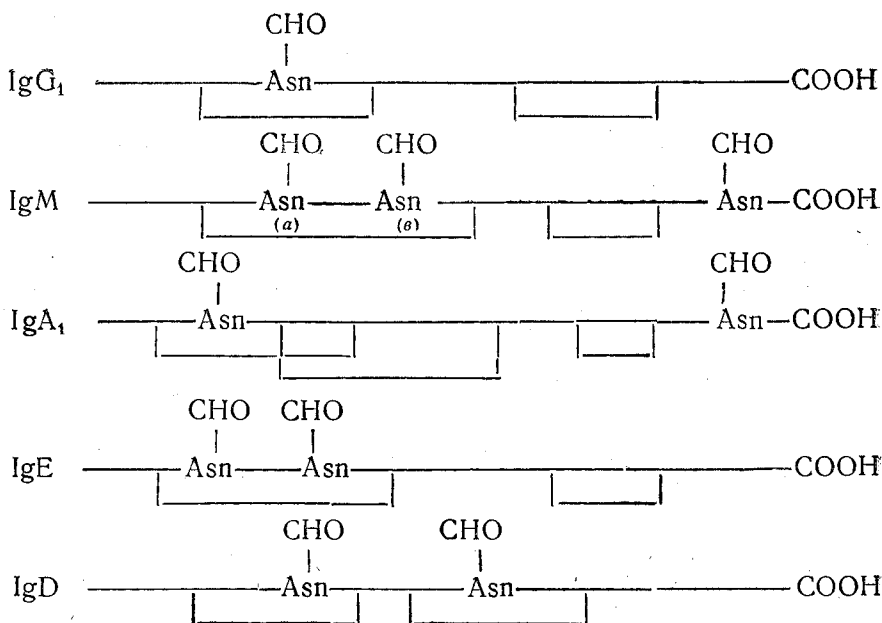 CHO
IgG₁ Asn COOH
CHO CHO CHO
IgM Asn Asn Asn COOH
(а) (в)
CHO CHO
IgA₁ Asn Asn COOH
CHO CHO
IgE Asn Asn COOH
CHO CHO
IgD Asn Asn COOH